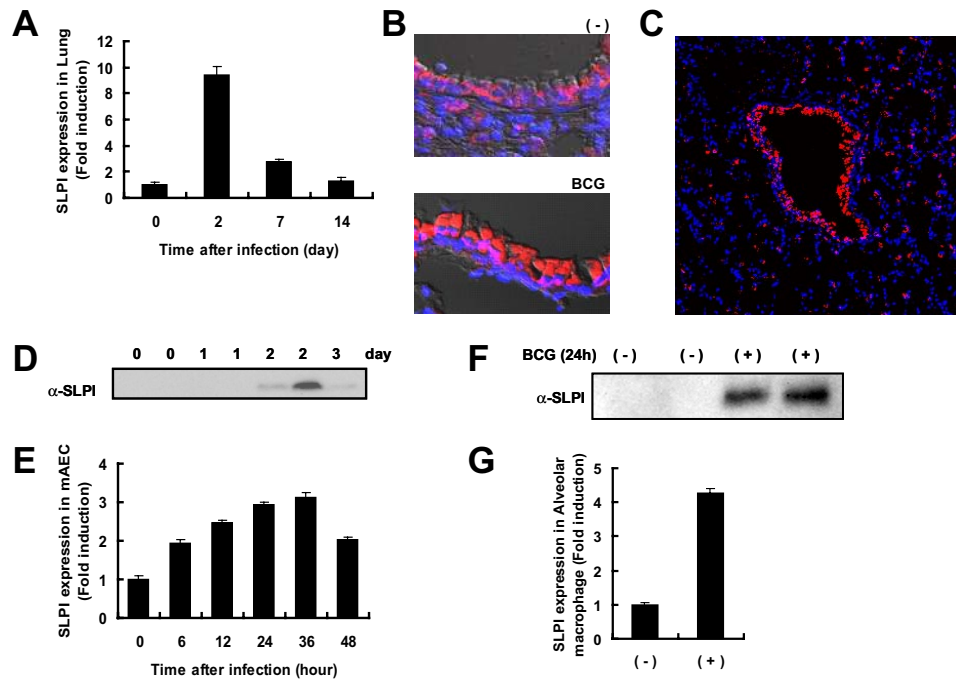 A
SLPI expression in Lung
(Fold induction)
12
10
8
6
4
2
0
0 2 7 14
Time after infection (day)
B
( - )
BCG
C
D
0 0 1 1 2 2 3 day
α-SLPI
E
SLPI expression in mAEC
(Fold induction)
4
3
2
1
0
0 6 12 24 36 48
Time after infection (hour)
F
BCG (24h) ( - ) ( - ) ( + ) ( + )
α-SLPI
G
SLPI expression in Alveolar
macrophage (Fold induction)
5
4
3
2
1
0
( - ) ( + )